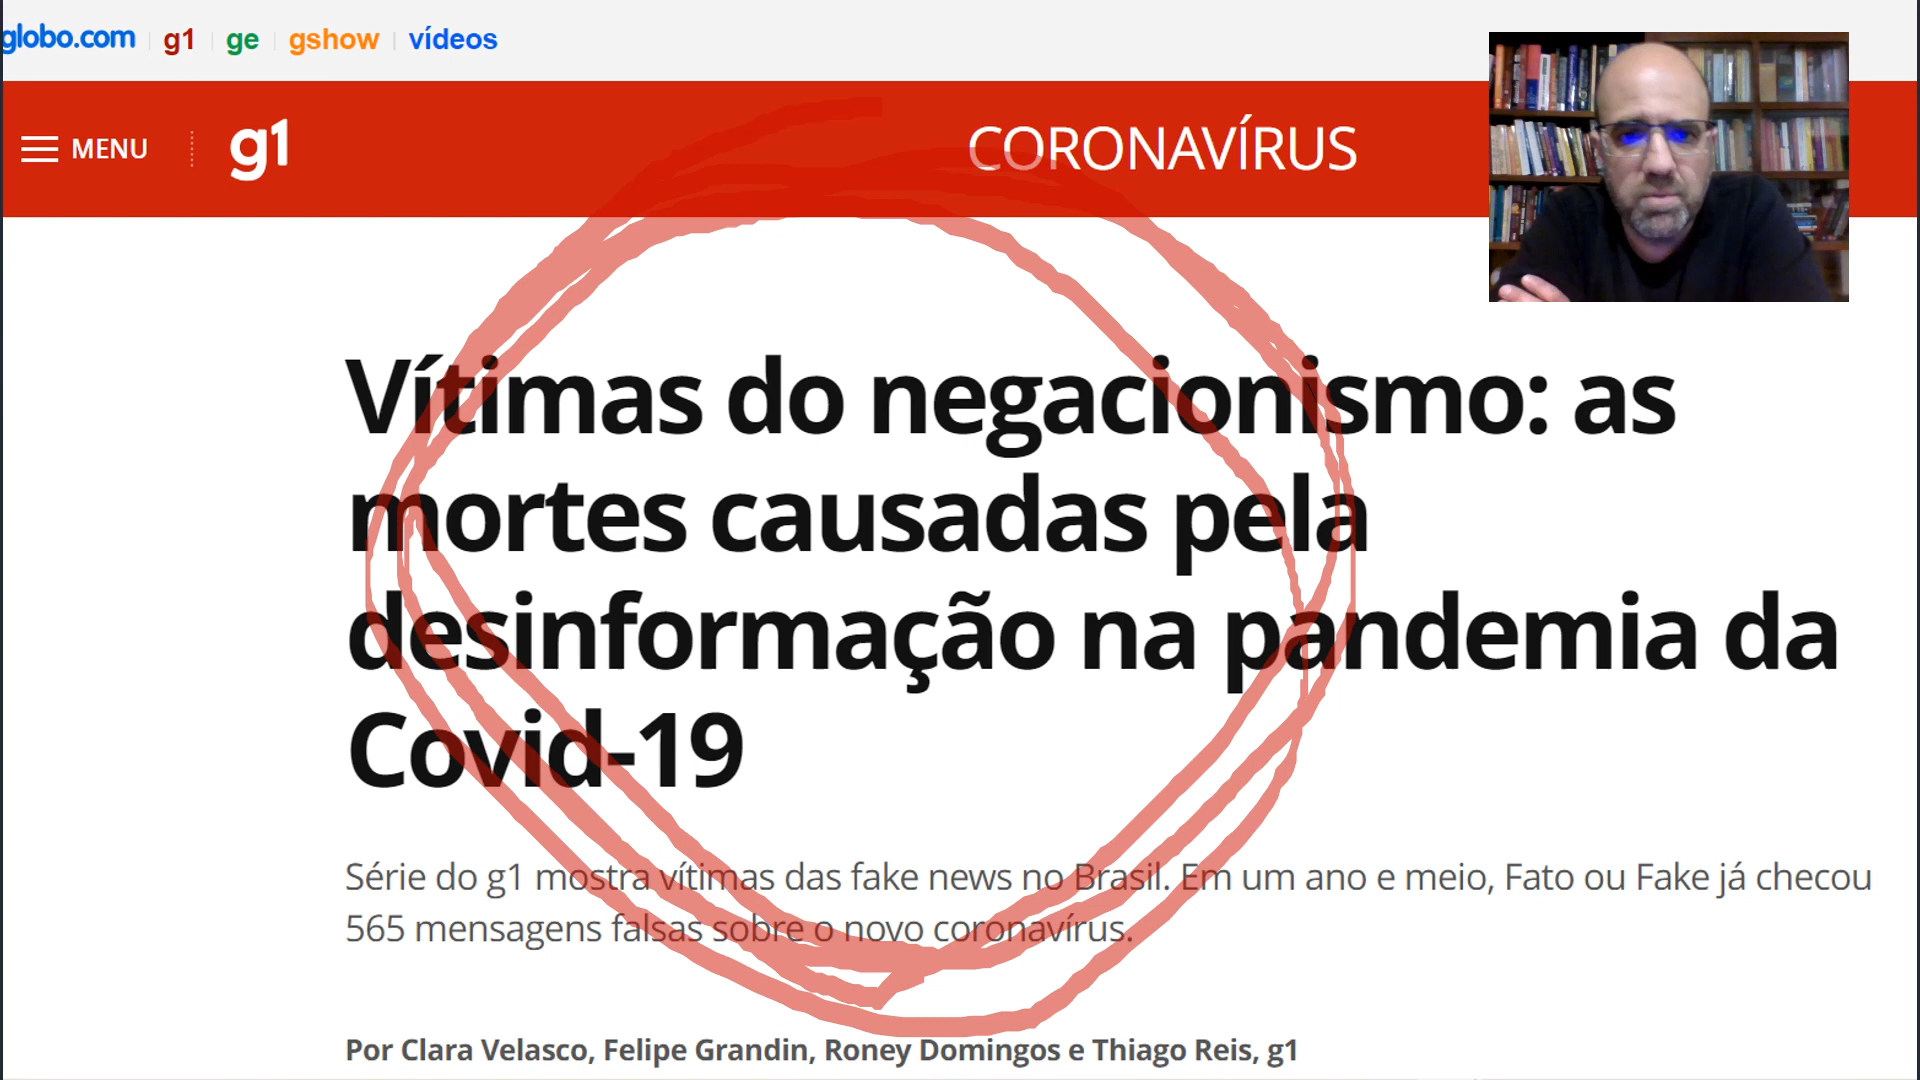 globo.com g1 ge gshow vídeos
MENU g1 CORONAVÍRUS
Vítimas do negacionismo: as
mortes causadas pela
desinformação na pandemia da
Covid-19
Série do g1 mostra vítimas das fake news no Brasil. Em um ano e meio, Fato ou Fake já checou
565 mensagens falsas sobre o novo coronavírus.
Por Clara Velasco, Felipe Grandin, Roney Domingos e Thiago Reis, g1